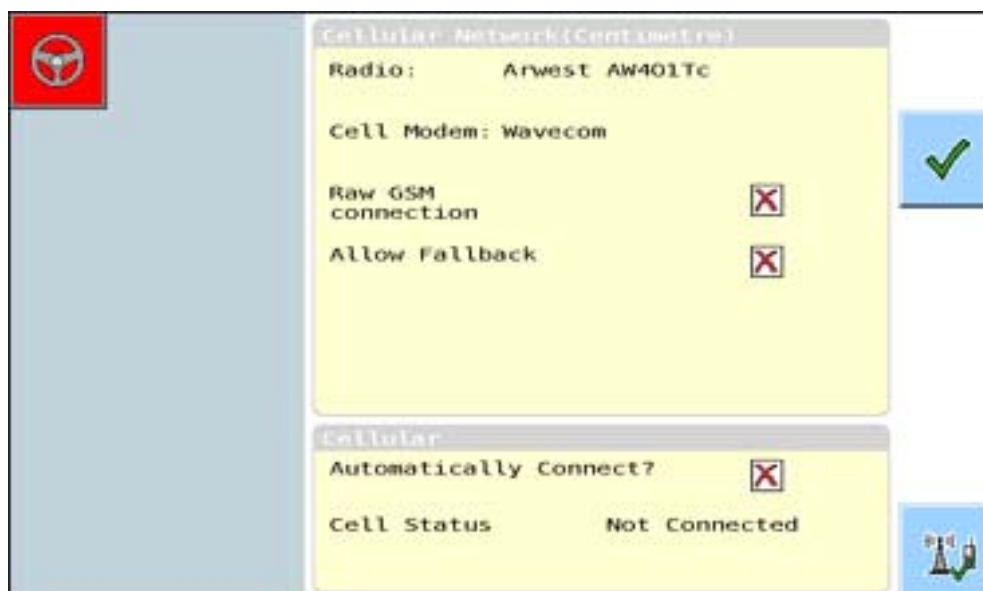 Cellular Network(Centimetre)
Radio: Arwest AW401Tc
Cell Modem: Wavecom
Raw GSM
connection
Allow Fallback
Cellular
Automatically Connect?
Cell Status Not Connected